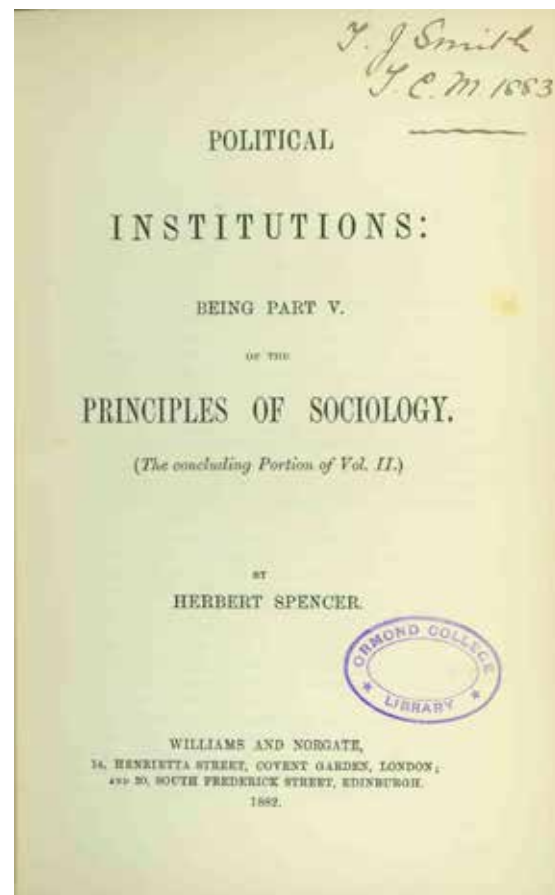 T. J Smith
T. C. M 1883
POLITICAL
INSTITUTIONS:
BEING PART V.
OF THE
PRINCIPLES OF SOCIOLOGY.
(The concluding Portion of Vol. II.)
BY
HERBERT SPENCER.
ORMOND COLLEGE
LIBRARY
WILLIAMS AND NORGATE,
14, HENRIETTA STREET, COVENT GARDEN, LONDON;
AND 20, SOUTH FREDERICK STREET, EDINBURGH.
1882.